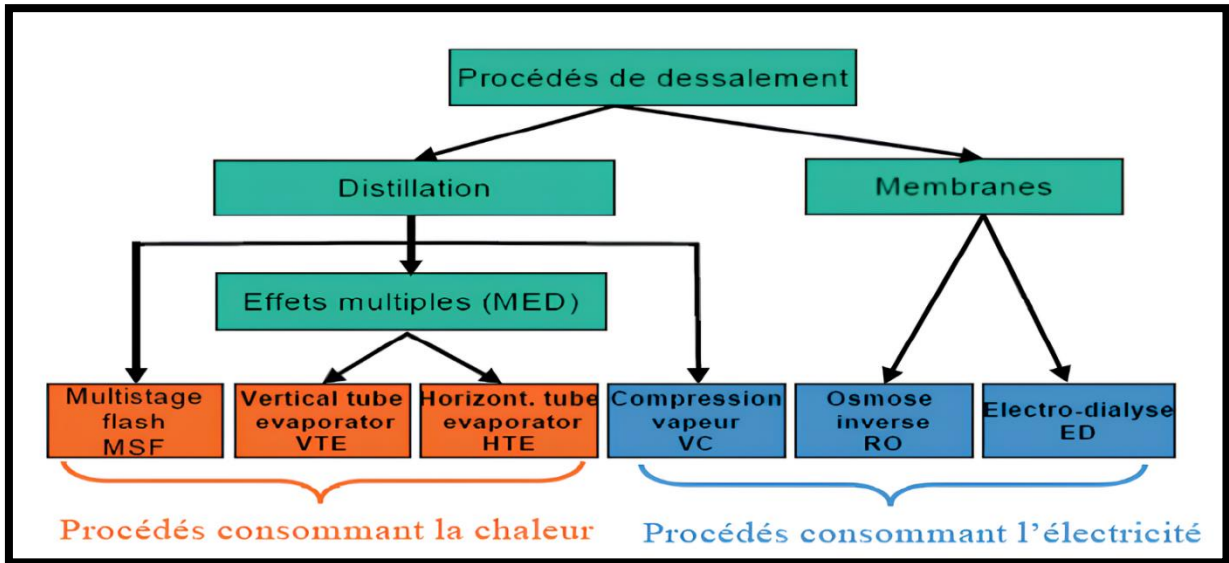 Procédés de dessalement
Distillation
Membranes
Effets multiples (MED)
Multistage
flash
MSF
Vertical tube
evaporator
VTE
Horizont. tube
evaporator
HTE
Compression
vapeur
VC
Osmose
inverse
RO
Electro-dialyse
ED
Procédés consommant la chaleur
Procédés consommant l'électricité